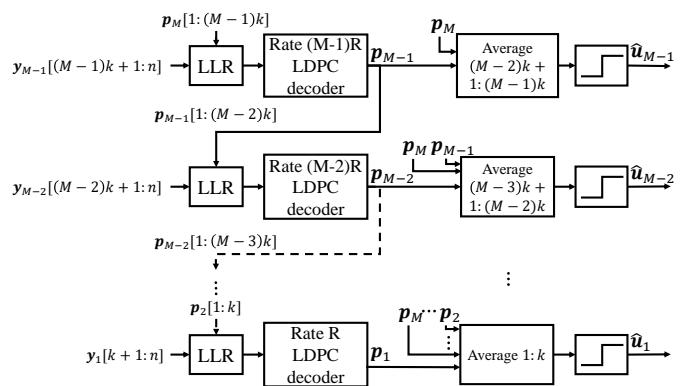 p_M[1:(M−1)k]
y_{M−1}[(M−1)k+1:n]
LLR
Rate (M-1)R
LDPC
decoder
p_{M−1}
p_M
Average
(M−2)k+
1:(M−1)k
û_{M−1}
p_{M−1}[1:(M−2)k]
y_{M−2}[(M−2)k+1:n]
LLR
Rate (M-2)R
LDPC
decoder
p_{M−2}
p_M p_{M−1}
Average
(M−3)k+
1:(M−2)k
û_{M−2}
p_{M−2}[1:(M−3)k]
⋮
⋮
p_2[1:k]
y_1[k+1:n]
LLR
Rate R
LDPC
decoder
p_1
p_M ⋯ p_2
⋮
Average 1:k
û_1